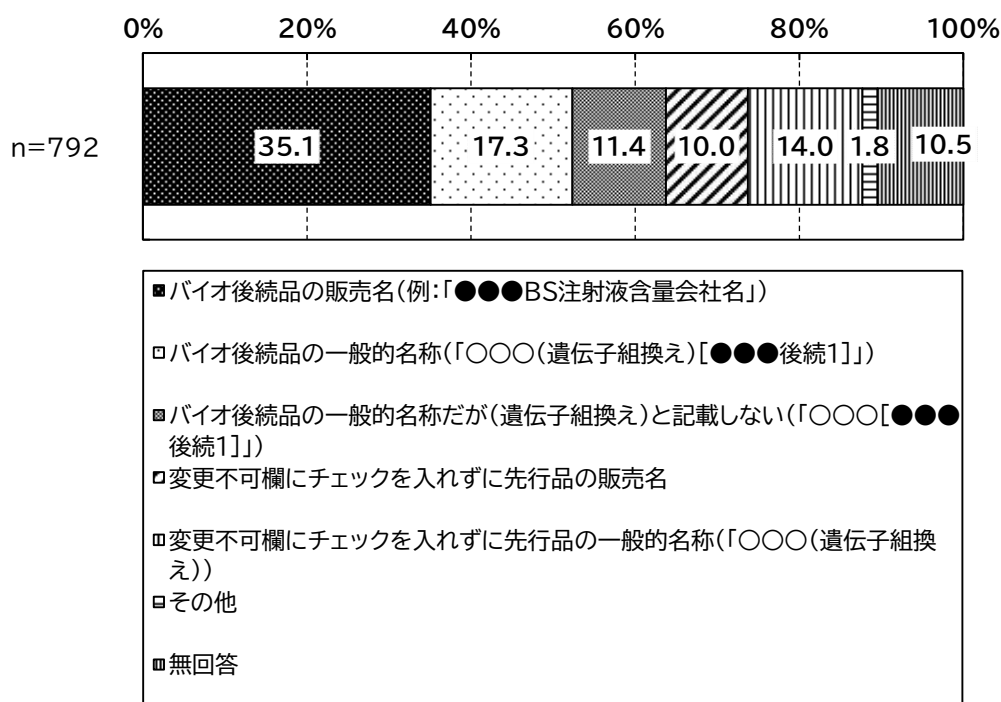 0% 20% 40% 60% 80% 100%
n=792 35.1 17.3 11.4 10.0 14.0 1.8 10.5
バイオ後続品の販売名(例:「●●●BS注射液含量会社名」)
バイオ後続品の一般的名称(「○○○(遺伝子組換え)[●●●後続1]」)
バイオ後続品の一般的名称だが(遺伝子組換え)と記載しない(「○○○[●●●
後続1]」)
変更不可欄にチェックを入れずに先行品の販売名
変更不可欄にチェックを入れずに先行品の一般的名称(「○○○(遺伝子組換
え))
その他
無回答